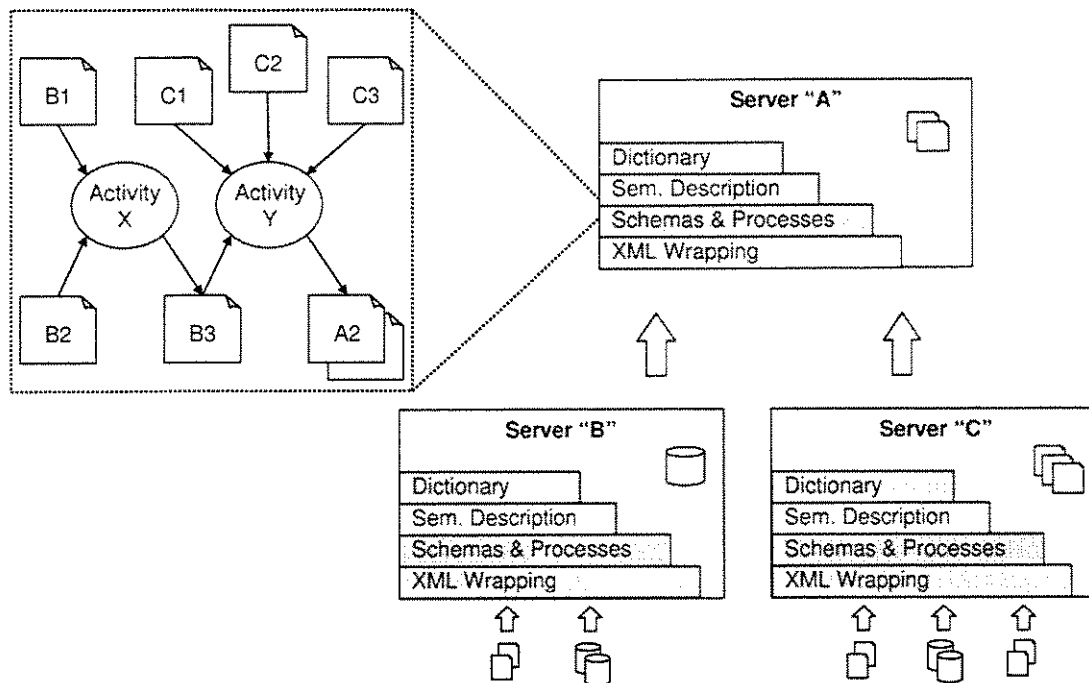 C2
B1
C1
C3
Activity
X
Activity
Y
B2
B3
A2
Server “A”
Dictionary
Sem. Description
Schemas & Processes
XML Wrapping
Server “B”
Dictionary
Sem. Description
Schemas & Processes
XML Wrapping
Server “C”
Dictionary
Sem. Description
Schemas & Processes
XML Wrapping